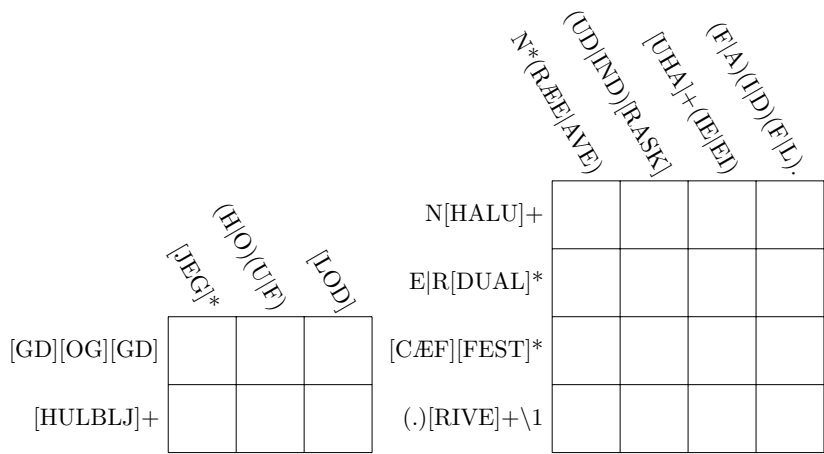 N*(RÆE|AVE)
(UD|IND)[RASK]
[UHA]+(IE|EI)
(F|A)(I|D)(F|L).
N[HALU]+
E|R[DUAL]*
[CÆF][FEST]*
(.)[RIVE]+\1
[JEG]*
(H|O)(U|F)
[LOD]
[GD][OG][GD]
[HULBLJ]+